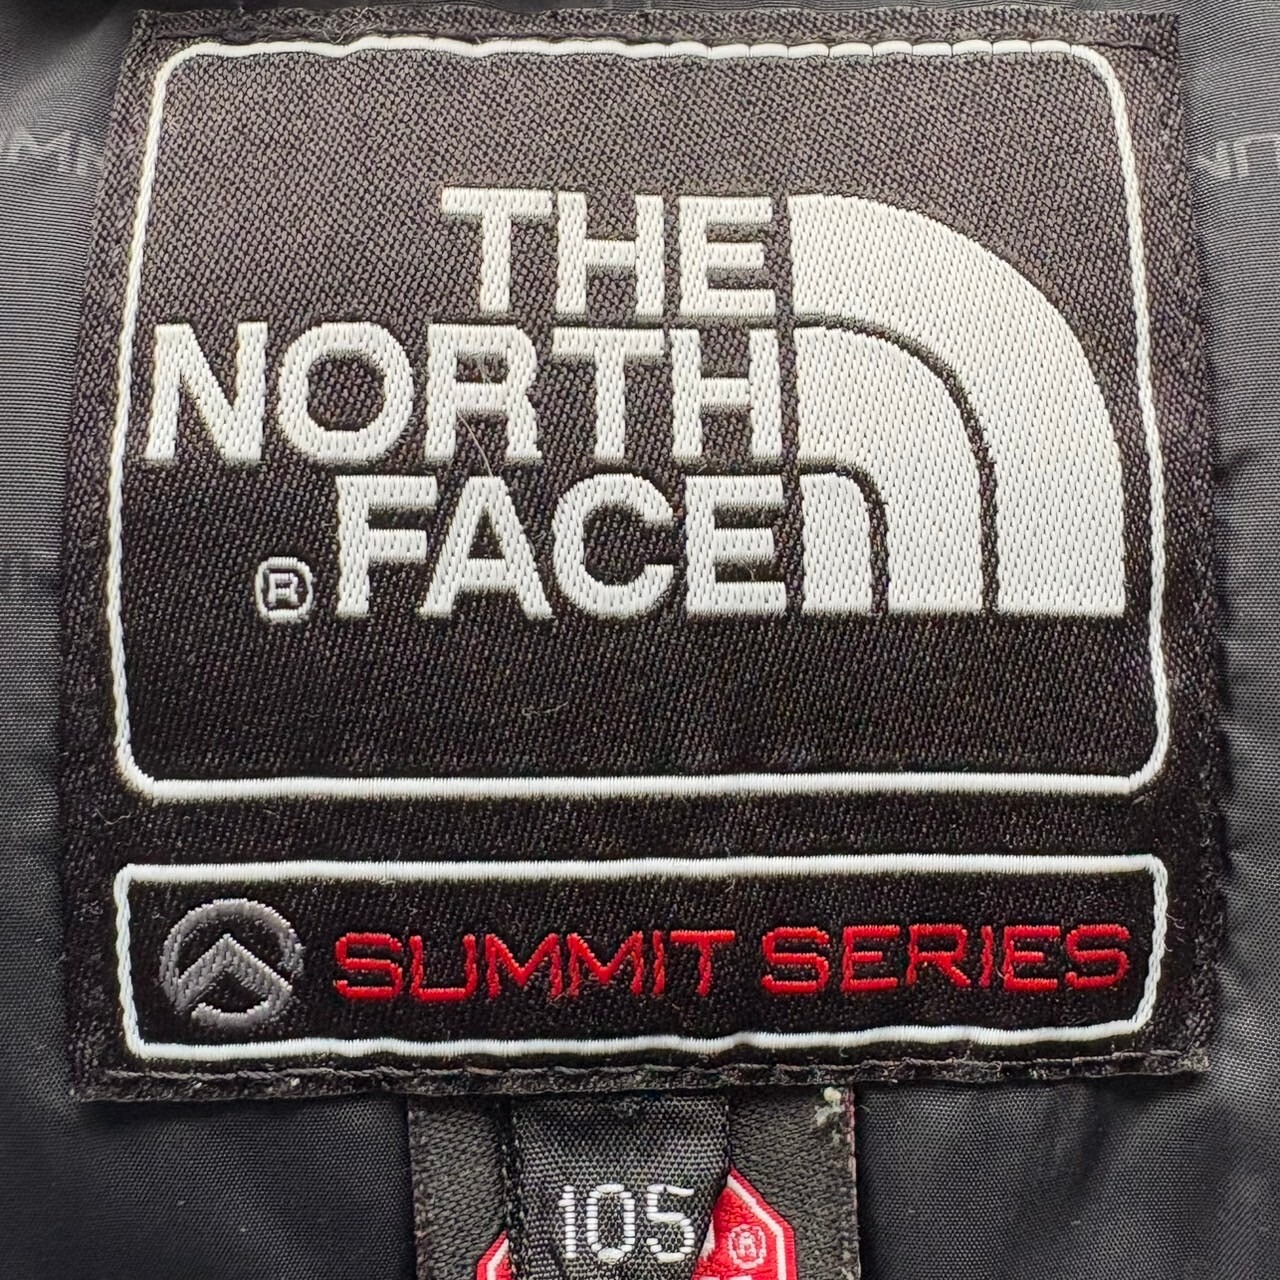 THE
NORTH
FACE
®
SUMMIT SERIES
105
®